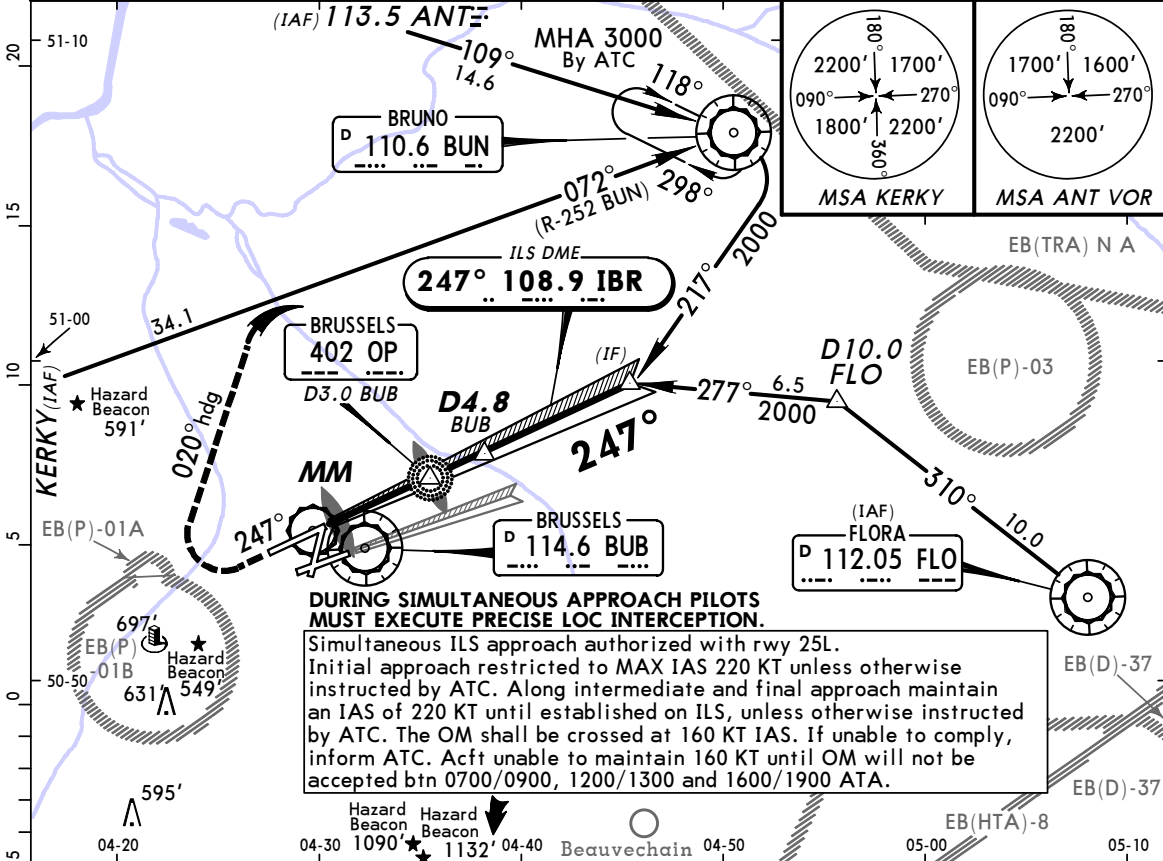 (IAF) 113.5 ANT
109°
14.6
MHA 3000
By ATC
118°
BRUNO
D 110.6 BUN
298°
072°
(R-252 BUN)
217°
2000
ILS DME
247° 108.9 IBR
34.1
BRUSSELS
402 OP
D3.0 BUB
D4.8
BUB
(IF)
247°
277°
6.5
2000
D10.0
FLO
310°
10.0
(IAF)
FLORA
D 112.05 FLO
BRUSSELS
D 114.6 BUB
MM
247°
020° hdg
KERKY (IAF)
Hazard
Beacon
591'
180°
2200'
1700'
090°
270°
1800'
2200'
360°
MSA KERKY
180°
1700'
1600'
090°
270°
2200'
MSA ANT VOR
EB(TRA) N A
EB(P)-03
EB(P)-01A
697'
EB(P)
-01B
Hazard
Beacon
549'
631'
595'
DURING SIMULTANEOUS APPROACH PILOTS
MUST EXECUTE PRECISE LOC INTERCEPTION.
Simultaneous ILS approach authorized with rwy 25L.
Initial approach restricted to MAX IAS 220 KT unless otherwise
instructed by ATC. Along intermediate and final approach maintain
an IAS of 220 KT until established on ILS, unless otherwise instructed
by ATC. The OM shall be crossed at 160 KT IAS. If unable to comply,
inform ATC. Acft unable to maintain 160 KT until OM will not be
accepted btn 0700/0900, 1200/1300 and 1600/1900 ATA.
EB(D)-37
EB(D)-37
EB(HTA)-8
Hazard
Beacon
1090'
Hazard
Beacon
1132'
Beauvechain
20
15
10
5
0
5
51-10
51-00
50-50
04-20
04-30
04-40
04-50
05-00
05-10